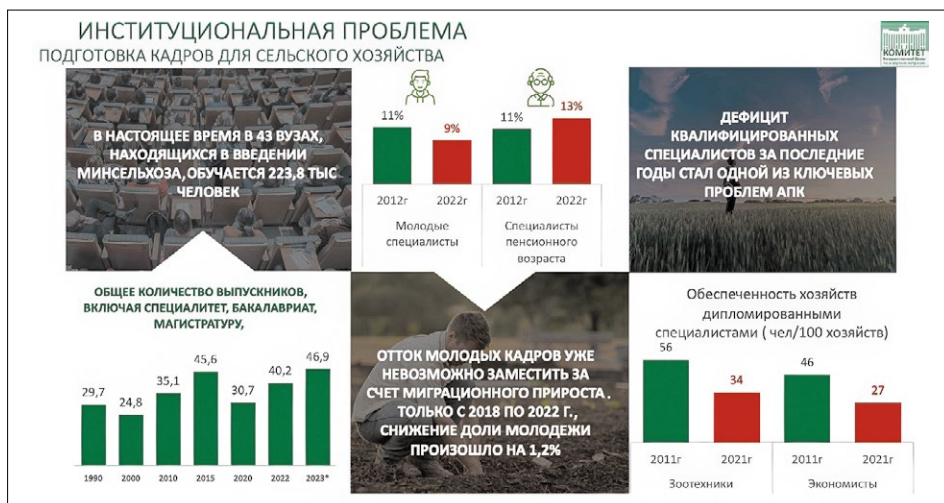 ИНСТИТУЦИОНАЛЬНАЯ ПРОБЛЕМА
ПОДГОТОВКА КАДРОВ ДЛЯ СЕЛЬСКОГО ХОЗЯЙСТВА
КОМИТЕТ
В НАСТОЯЩЕЕ ВРЕМЯ В 43 ВУЗАХ,
НАХОДЯЩИХСЯ В ВВЕДЕНИИ
МИНСЕЛЬХОЗА, ОБУЧАЕТСЯ 223,8 ТЫС
ЧЕЛОВЕК
11%
9%
11%
13%
2012г
2022г
2012г
2022г
Молодые
специалисты
Специалисты
пенсионного
возраста
ДЕФИЦИТ
КВАЛИФИЦИРОВАННЫХ
СПЕЦИАЛИСТОВ ЗА ПОСЛЕДНИЕ
ГОДЫ СТАЛ ОДНОЙ ИЗ КЛЮЧЕВЫХ
ПРОБЛЕМ АПК
ОБЩЕЕ КОЛИЧЕСТВО ВЫПУСКНИКОВ,
ВКЛЮЧАЯ СПЕЦИАЛИТЕТ, БАКАЛАВРИАТ,
МАГИСТРАТУРУ,
29,7
24,8
35,1
45,6
30,7
40,2
46,9
1990
2000
2010
2015
2020
2022
2023*
ОТТОК МОЛОДЫХ КАДРОВ УЖЕ
НЕВОЗМОЖНО ЗАМЕСТИТЬ ЗА
СЧЕТ МИГРАЦИОННОГО ПРИРОСТА.
ТОЛЬКО С 2018 ПО 2022 Г.,
СНИЖЕНИЕ ДОЛИ МОЛОДЕЖИ
ПРОИЗОШЛО НА 1,2%
Обеспеченность хозяйств
дипломированными
специалистами ( чел/100 хозяйств)
56
34
46
27
2011г
2021г
2011г
2021г
Зоотехники
Экономисты